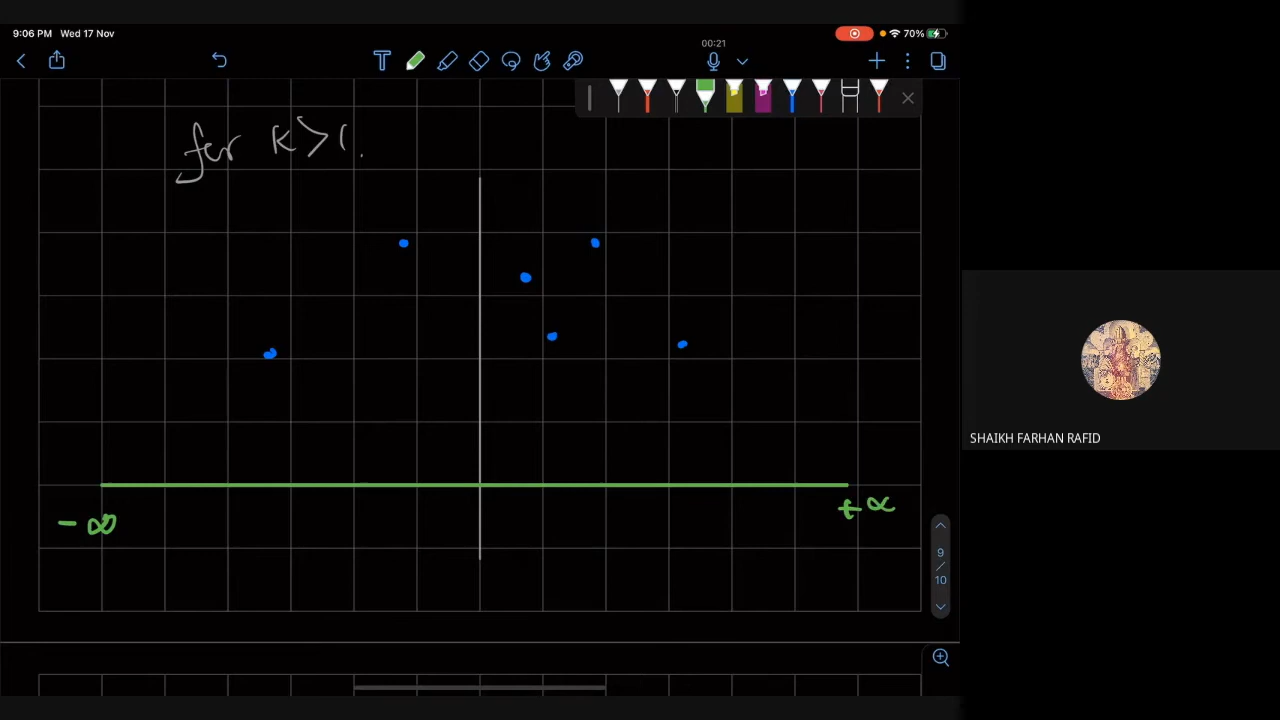 9:06 PM Wed 17 Nov
70%
00:21
for k>1.
-∞
+∝
9
/
10
SHAIKH FARHAN RAFID